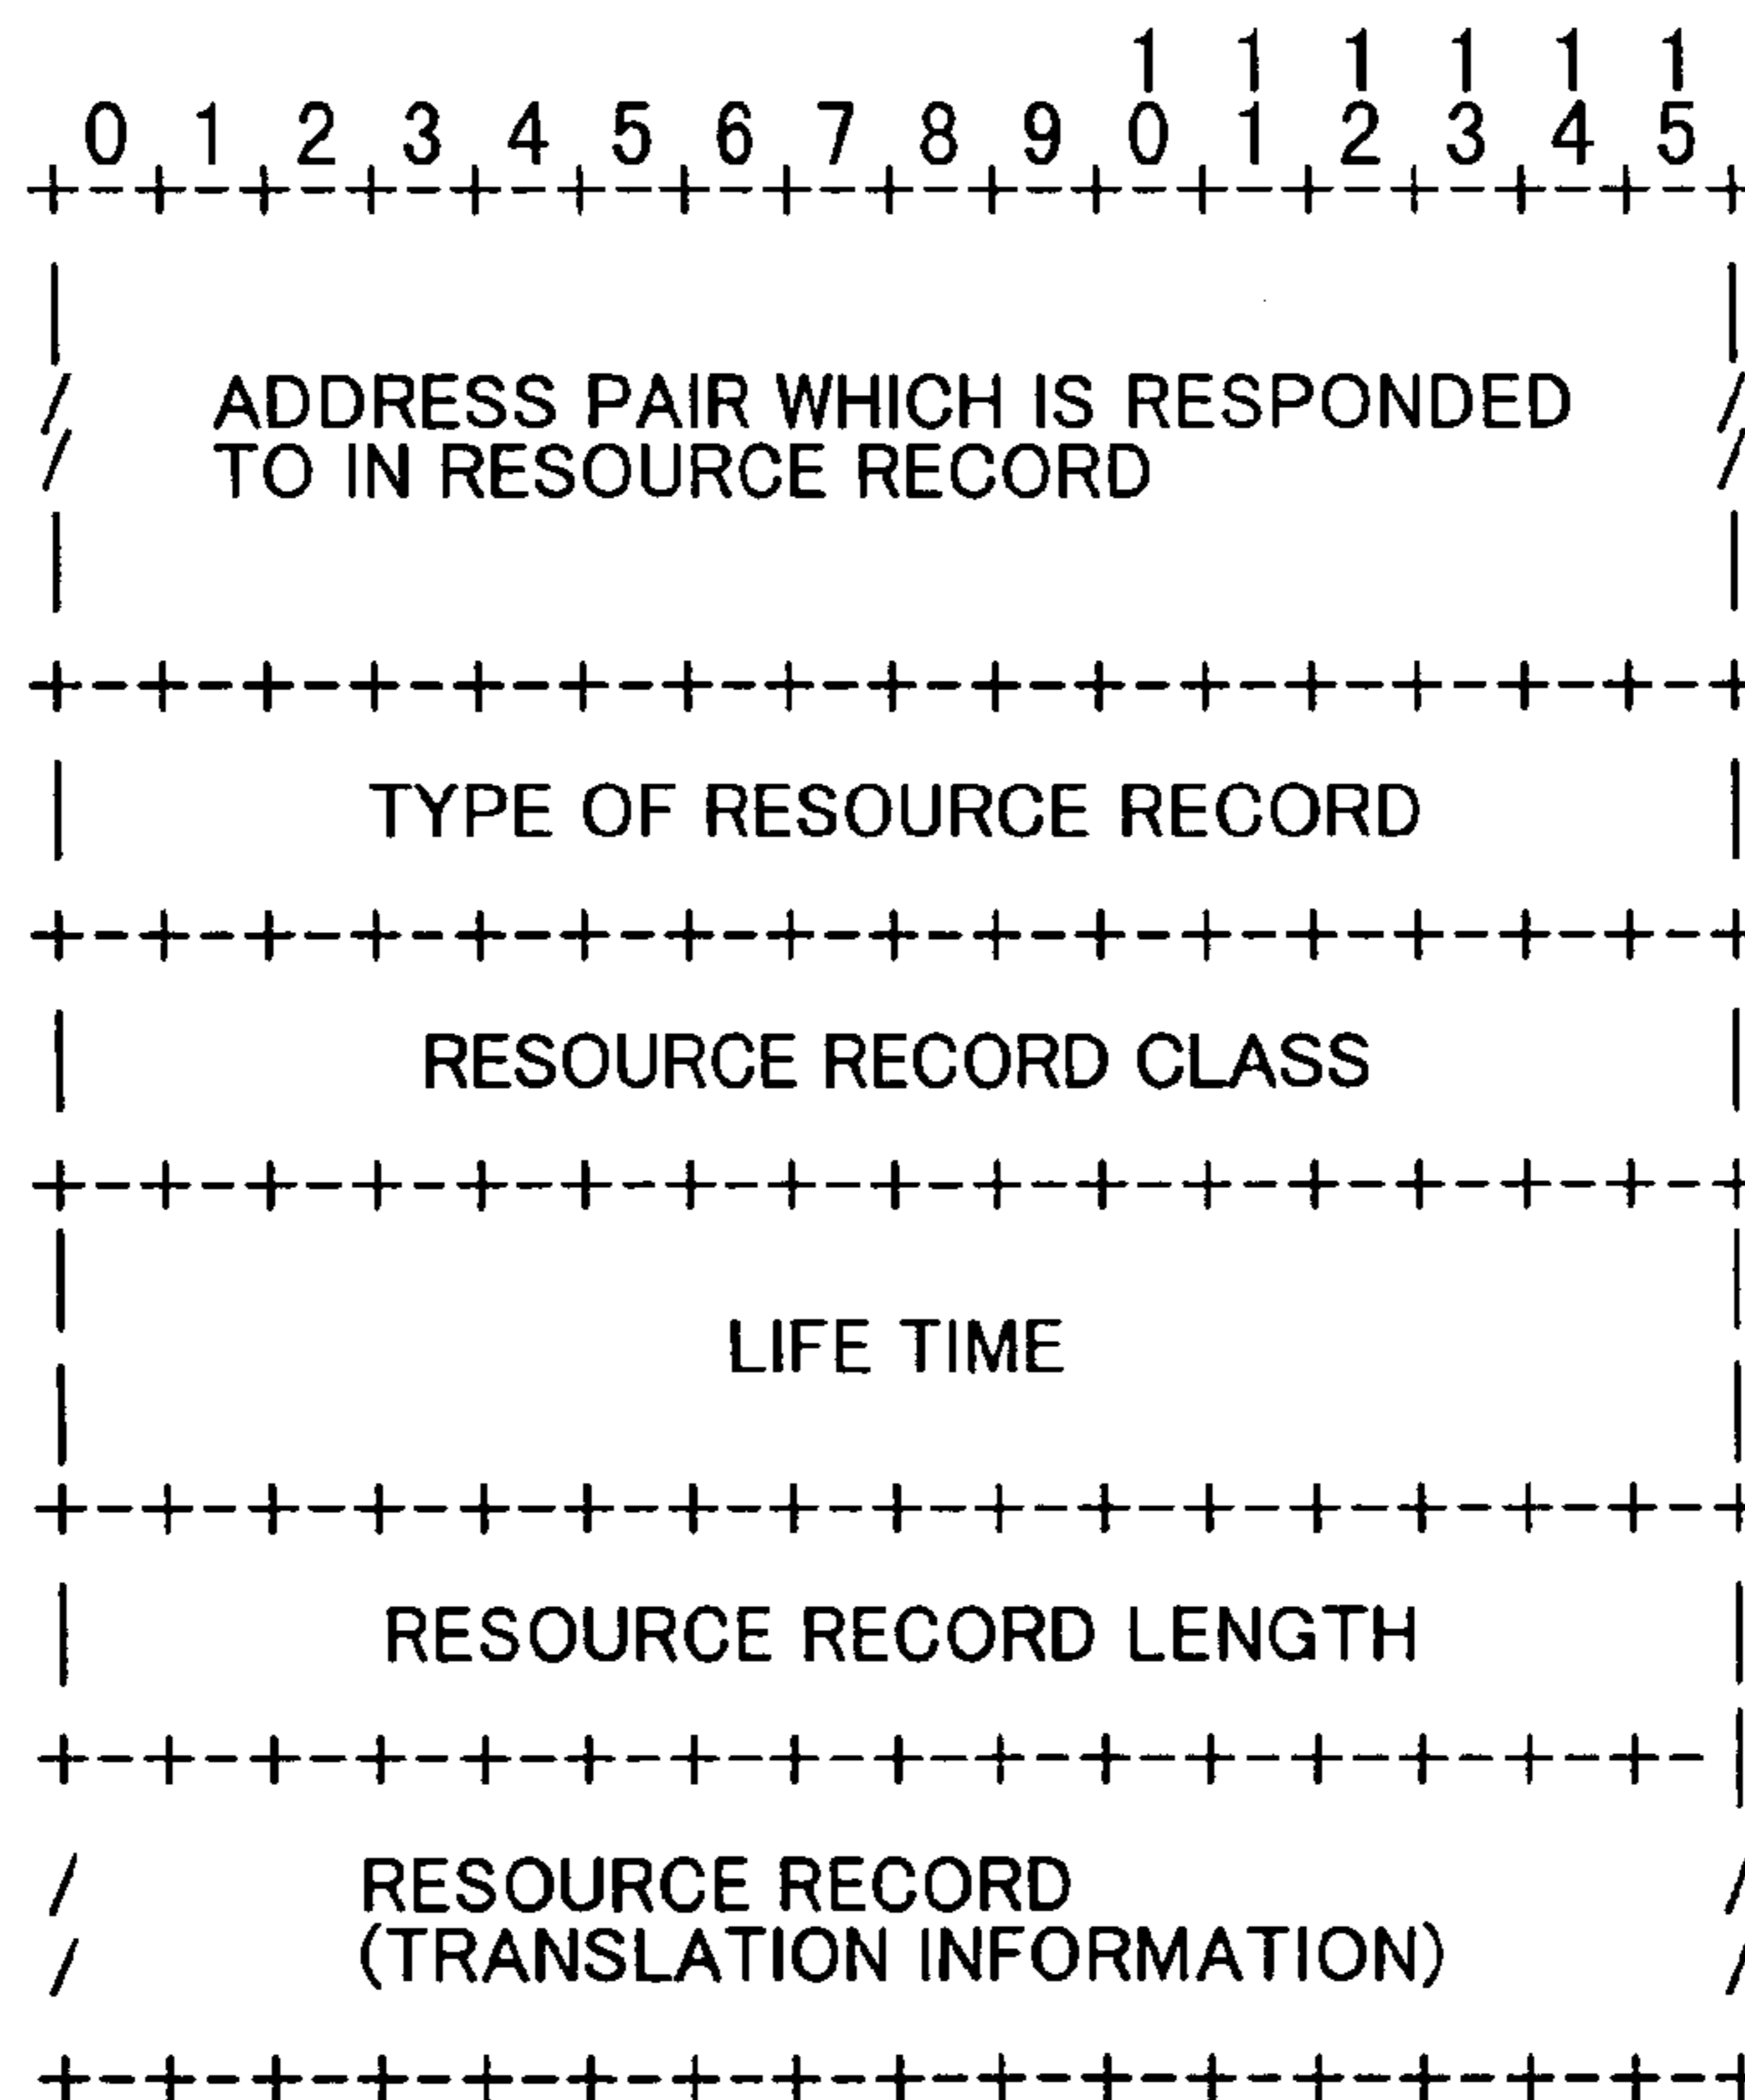 1 1 1 1 1 1
0 1 2 3 4 5 6 7 8 9 0 1 2 3 4 5
ADDRESS PAIR WHICH IS RESPONDED
TO IN RESOURCE RECORD
TYPE OF RESOURCE RECORD
RESOURCE RECORD CLASS
LIFE TIME
RESOURCE RECORD LENGTH
RESOURCE RECORD
(TRANSLATION INFORMATION)